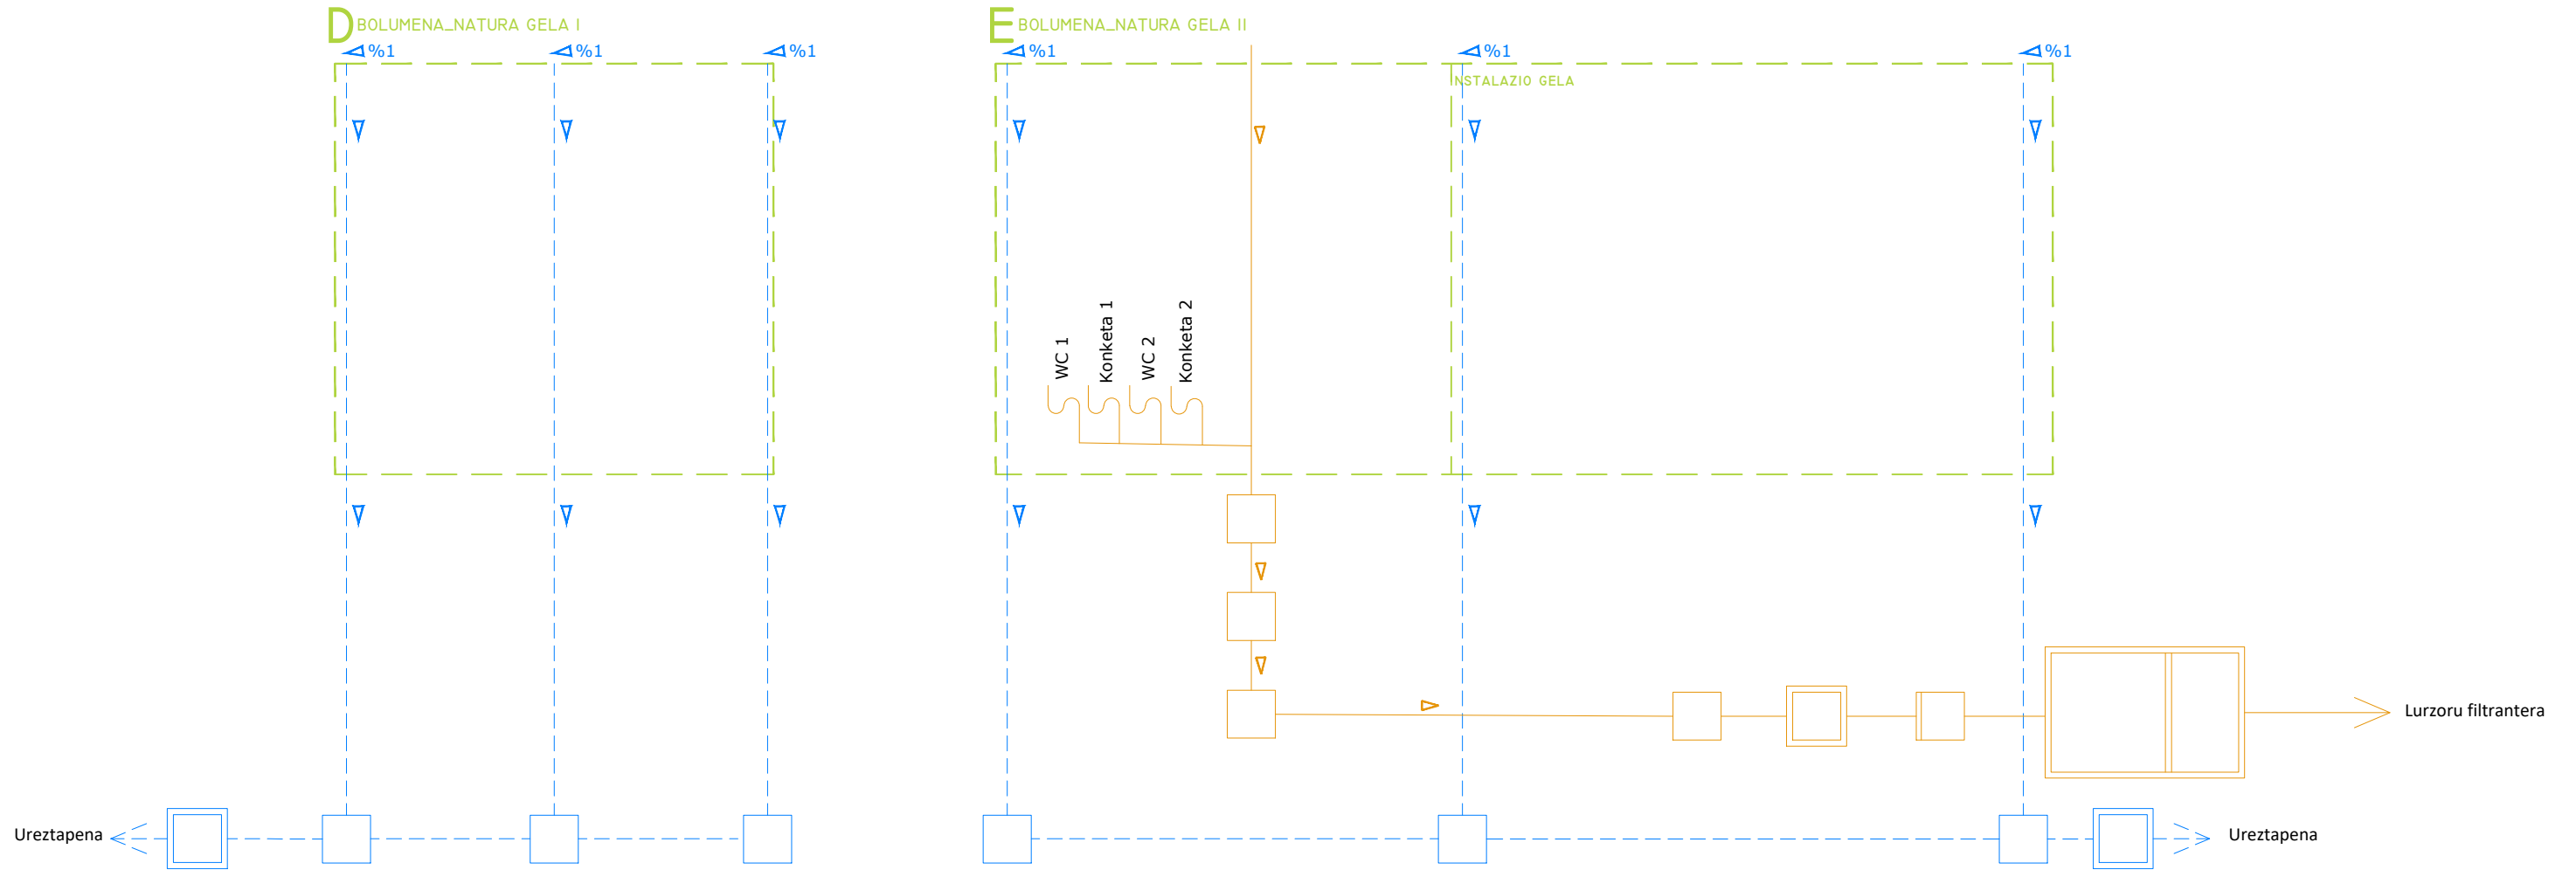 D BOLUMENA_NATURA GELA I
%1
%1
%1
E BOLUMENA_NATURA GELA II
%1
%1
%1
INSTALAZIO GELA
WC 1
Konketa 1
WC 2
Konketa 2
Lurzoru filtrantera
Ureztapena
Ureztapena